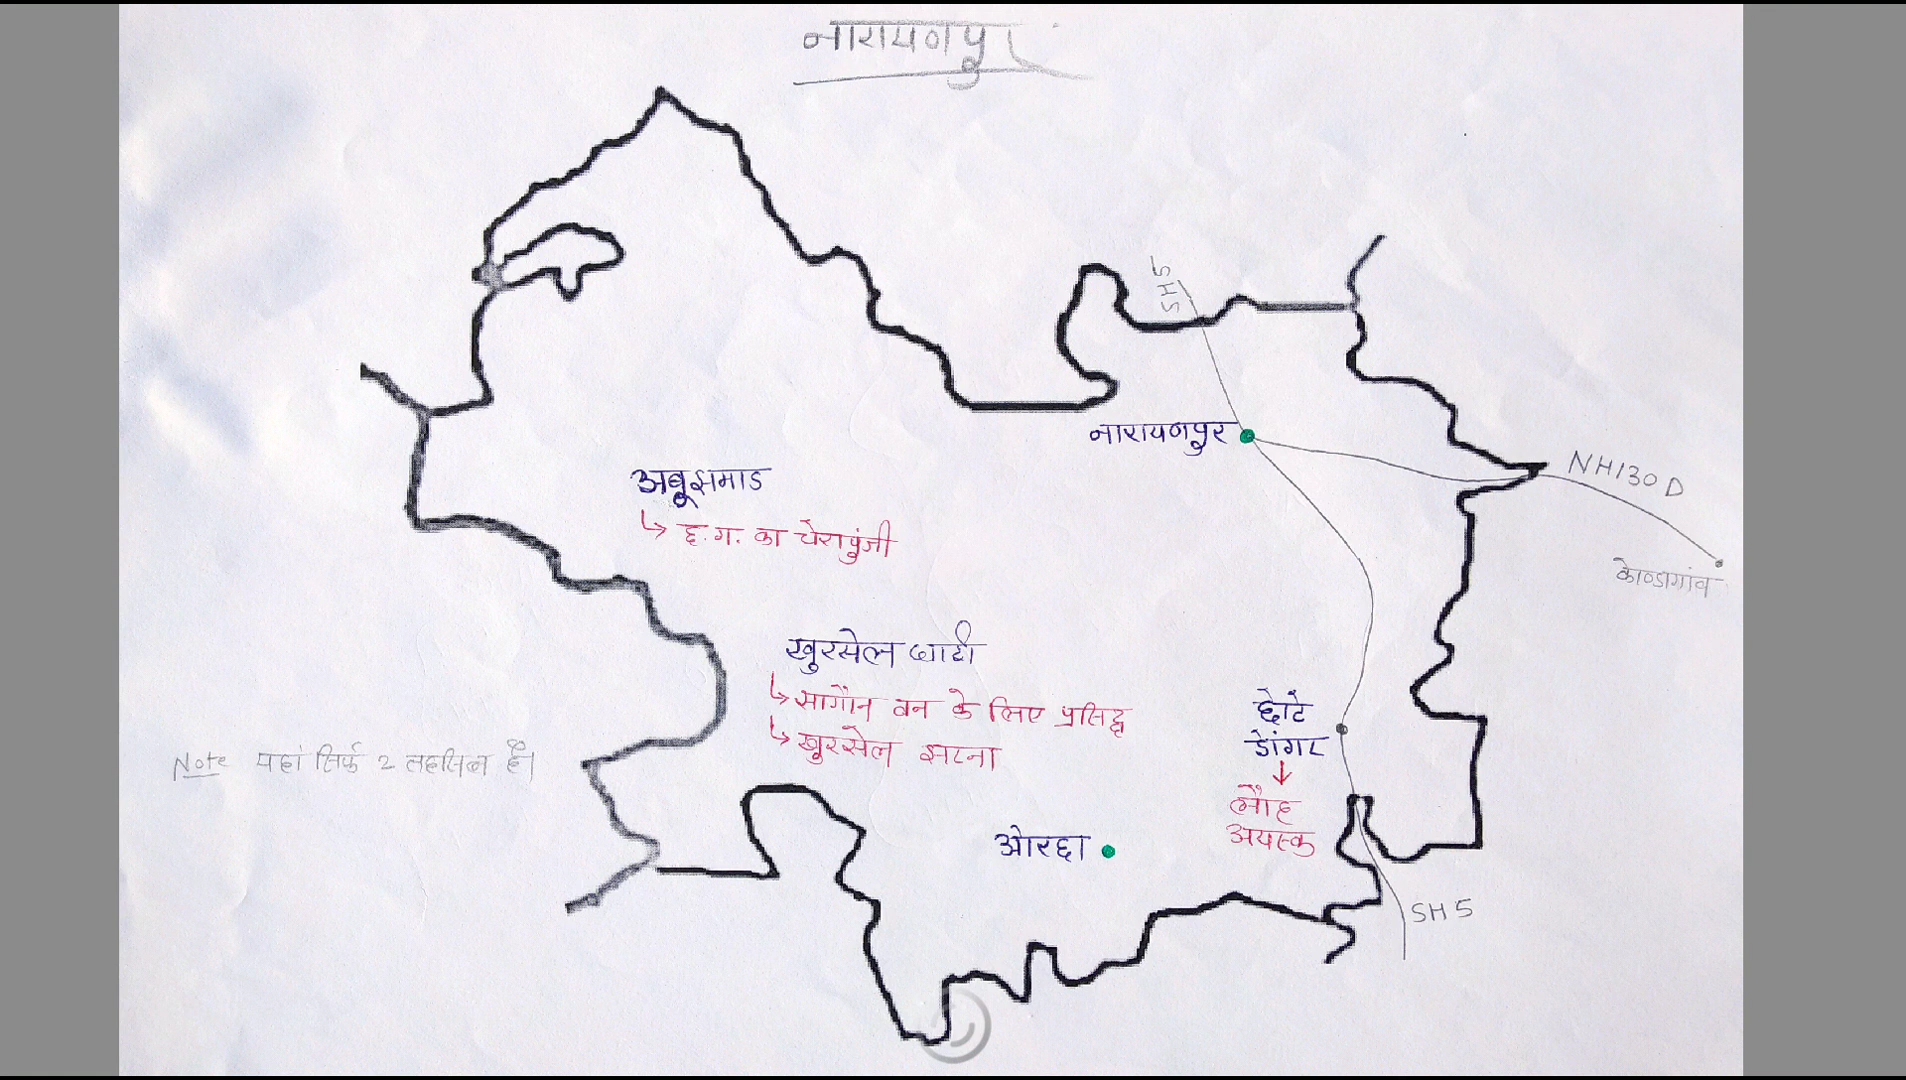 नारायणपुर
SH5
नारायणपुर
NH130D
कोण्डागांव
अबूझमाड
↳ छ.ग. का चेरापुंजी
खुरसेल घाटी
↳ सागौन वन के लिए प्रसिद्ध
↳ खुरसेल झरना
छोटे
डोंगर
↓
लौह
अयस्क
Note यहां सिर्फ 2 तहसिल है।
ओरछा
SH5